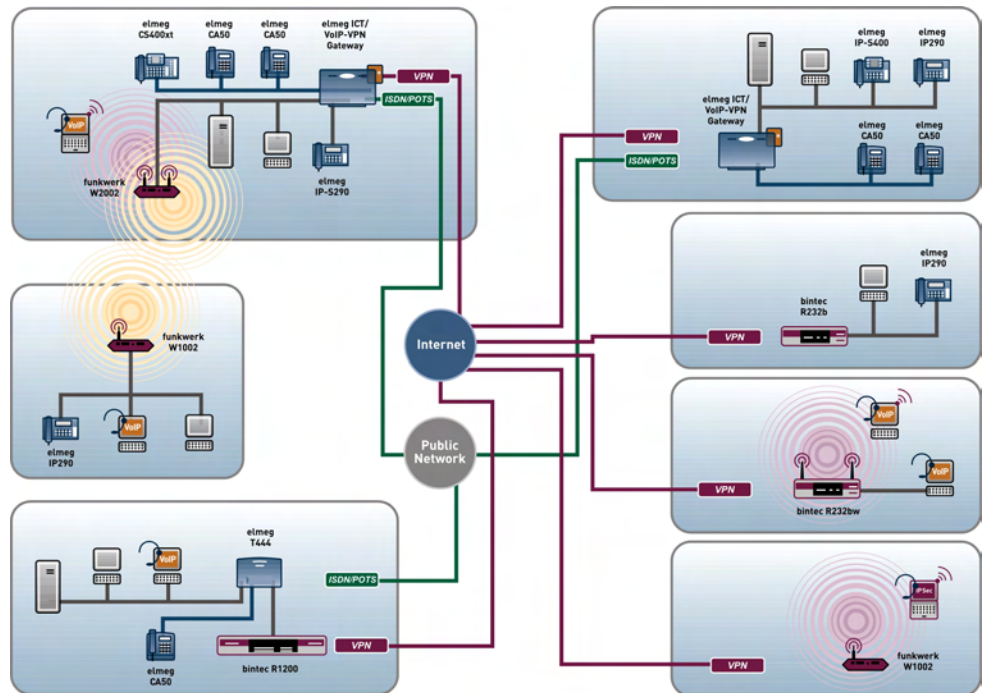 elmeg
CS400xt
elmeg
CA50
elmeg
CA50
elmeg ICT/
VoIP-VPN
Gateway
VPN
ISDN/POTS
VoIP
funkwerk
W2002
elmeg
IP-S290
funkwerk
W1002
elmeg
IP290
VoIP
elmeg
T444
VoIP
ISDN/POTS
elmeg
CA50
bintec R1200
VPN
Internet
Public
Network
elmeg
IP-S400
elmeg
IP290
elmeg ICT/
VoIP-VPN
Gateway
elmeg
CA50
elmeg
CA50
VPN
ISDN/POTS
elmeg
IP290
bintec
R232b
VPN
VoIP
VoIP
VPN
bintec R232bw
IPSec
funkwerk
W1002
VPN